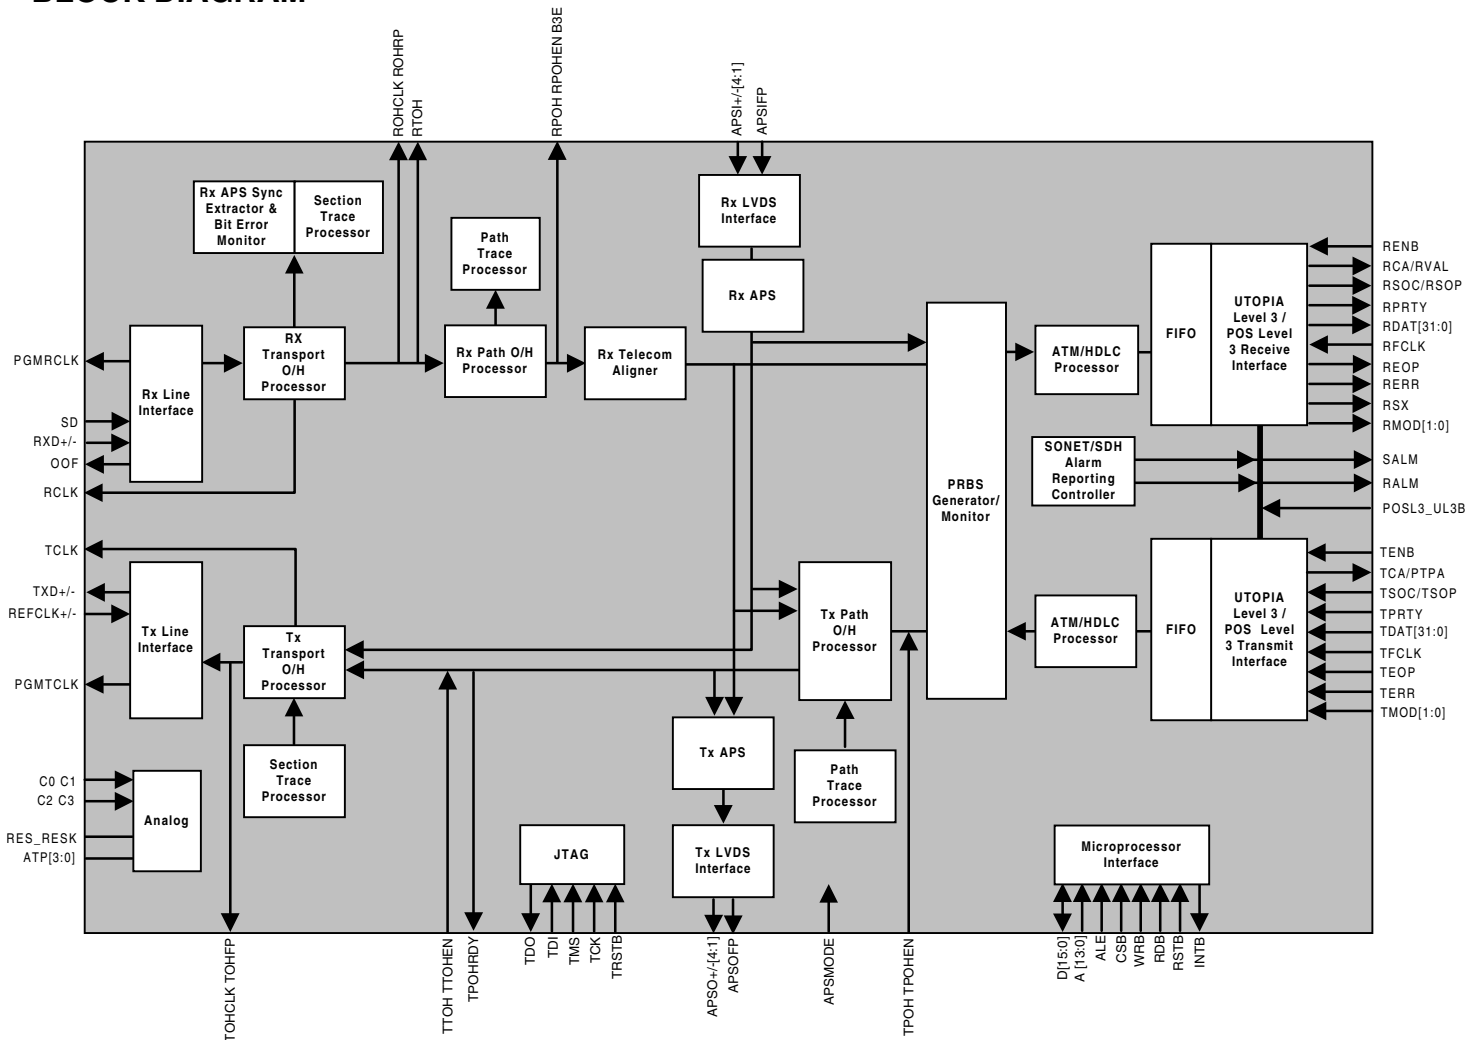 BLOCK DIAGRAM
ROHCLK ROHRP
RTOH
RPOH RPOHEN B3E
APSI+/-[4:1]
APSIFP
Rx APS Sync
Extractor &
Bit Error
Monitor
Section
Trace
Processor
Path
Trace
Processor
Rx LVDS
Interface
Rx APS
PGMRCLK
SD
RXD+/-
OOF
RCLK
Rx Line
Interface
RX
Transport
O/H
Processor
Rx Path O/H
Processor
Rx Telecom
Aligner
PRBS
Generator/
Monitor
ATM/HDLC
Processor
FIFO
UTOPIA
Level 3 /
POS Level
3 Receive
Interface
RENB
RCA/RVAL
RSOC/RSOP
RPRTY
RDAT[31:0]
RFCLK
REOP
RERR
RSX
RMOD[1:0]
SONET/SDH
Alarm
Reporting
Controller
SALM
RALM
POSL3_UL3B
TCLK
TXD+/-
REFCLK+/-
PGMTCLK
Tx Line
Interface
Tx
Transport
O/H
Processor
Section
Trace
Processor
Tx Path
O/H
Processor
Path
Trace
Processor
Tx APS
Tx LVDS
Interface
ATM/HDLC
Processor
FIFO
UTOPIA
Level 3 /
POS Level
3 Transmit
Interface
TENB
TCA/PTPA
TSOC/TSOP
TPRTY
TDAT[31:0]
TFCLK
TEOP
TERR
TMOD[1:0]
C0 C1
C2 C3
RES_RESK
ATP[3:0]
Analog
JTAG
Microprocessor
Interface
TOHCLK TOHFP
TTOH TTOHEN
TPOHRDY
TDO
TDI
TMS
TCK
TRSTB
APSO+/-[4:1]
APSOFP
APSMODE
TPOH TPOHEN
D[15:0]
A [13:0]
ALE
CSB
WRB
RDB
RSTB
INTB